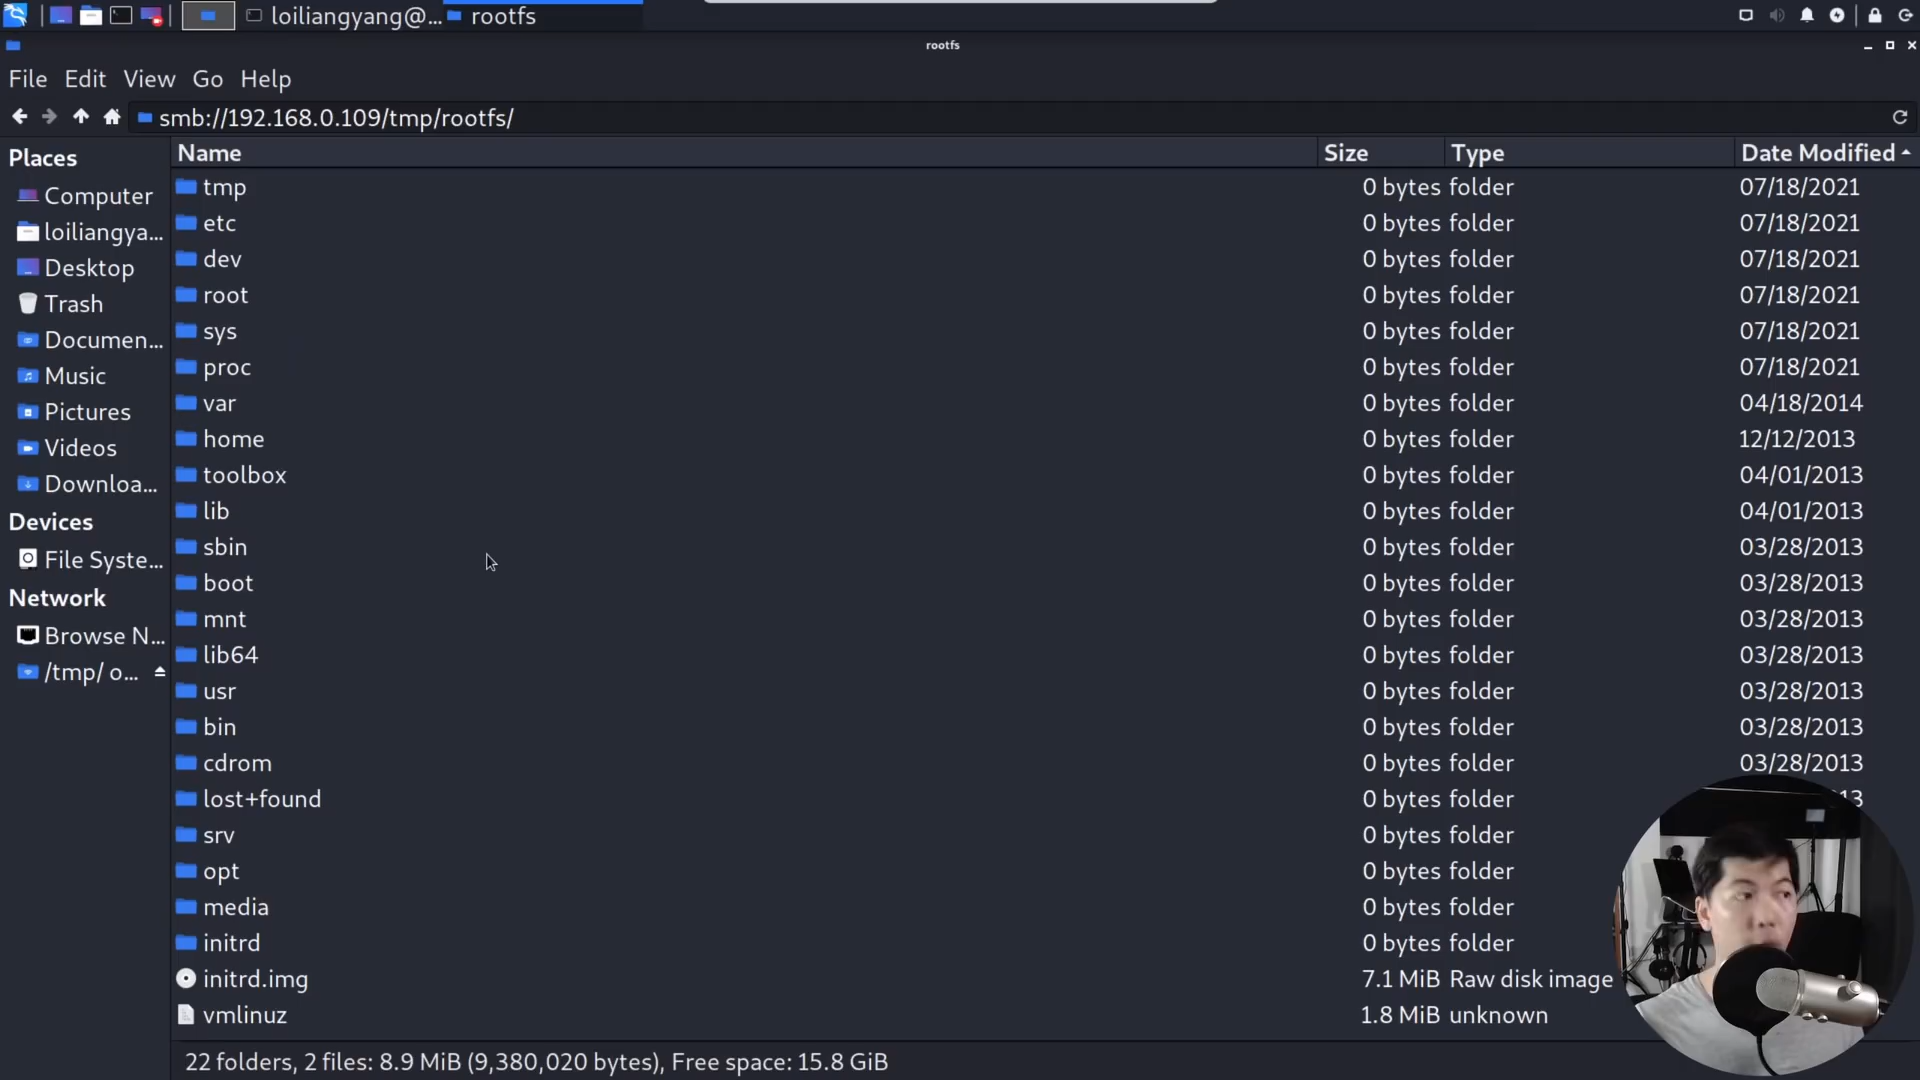 loiliangyang@...
rootfs
rootfs
File Edit View Go Help
smb://192.168.0.109/tmp/rootfs/
Places
Computer
loiliangya...
Desktop
Trash
Documen...
Music
Pictures
Videos
Downloa...
Devices
File Syste...
Network
Browse N...
/tmp/ o...
Name Size Type Date Modified
tmp 0 bytes folder 07/18/2021
etc 0 bytes folder 07/18/2021
dev 0 bytes folder 07/18/2021
root 0 bytes folder 07/18/2021
sys 0 bytes folder 07/18/2021
proc 0 bytes folder 07/18/2021
var 0 bytes folder 04/18/2014
home 0 bytes folder 12/12/2013
toolbox 0 bytes folder 04/01/2013
lib 0 bytes folder 04/01/2013
sbin 0 bytes folder 03/28/2013
boot 0 bytes folder 03/28/2013
mnt 0 bytes folder 03/28/2013
lib64 0 bytes folder 03/28/2013
usr 0 bytes folder 03/28/2013
bin 0 bytes folder 03/28/2013
cdrom 0 bytes folder 03/28/2013
lost+found 0 bytes folder
srv 0 bytes folder
opt 0 bytes folder
media 0 bytes folder
initrd 0 bytes folder
initrd.img 7.1 MiB Raw disk image
vmlinuz 1.8 MiB unknown
22 folders, 2 files: 8.9 MiB (9,380,020 bytes), Free space: 15.8 GiB